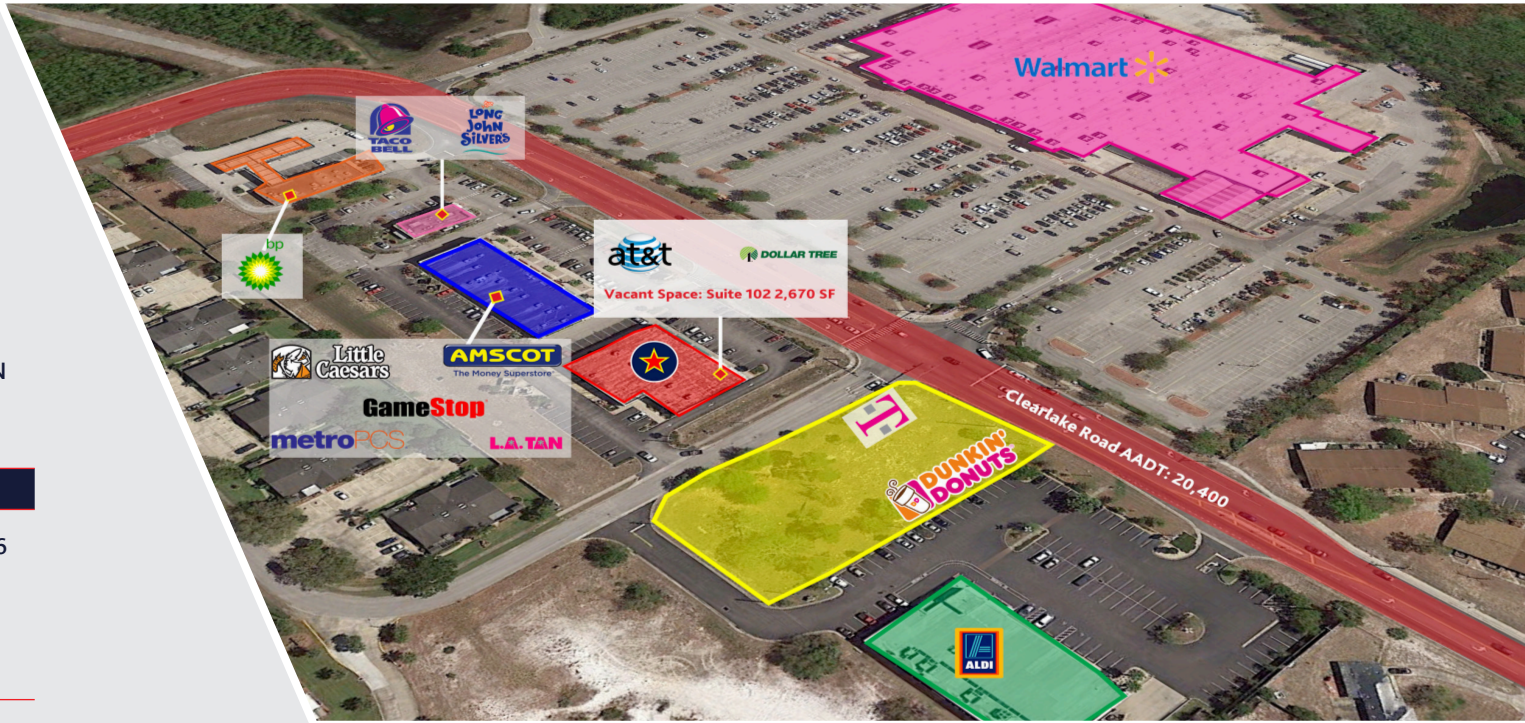 Walmart
TACO
BELL
LONG
JOHN
SILVER'S
bp
at&t
DOLLAR TREE
Vacant Space: Suite 102 2,670 SF
Little
Caesars
AMSCOT
The Money Superstore
GameStop
metroPCS
L.A. TAN
N
6
T
DUNKIN'
DONUTS
Clearlake Road AADT: 20,400
ALDI